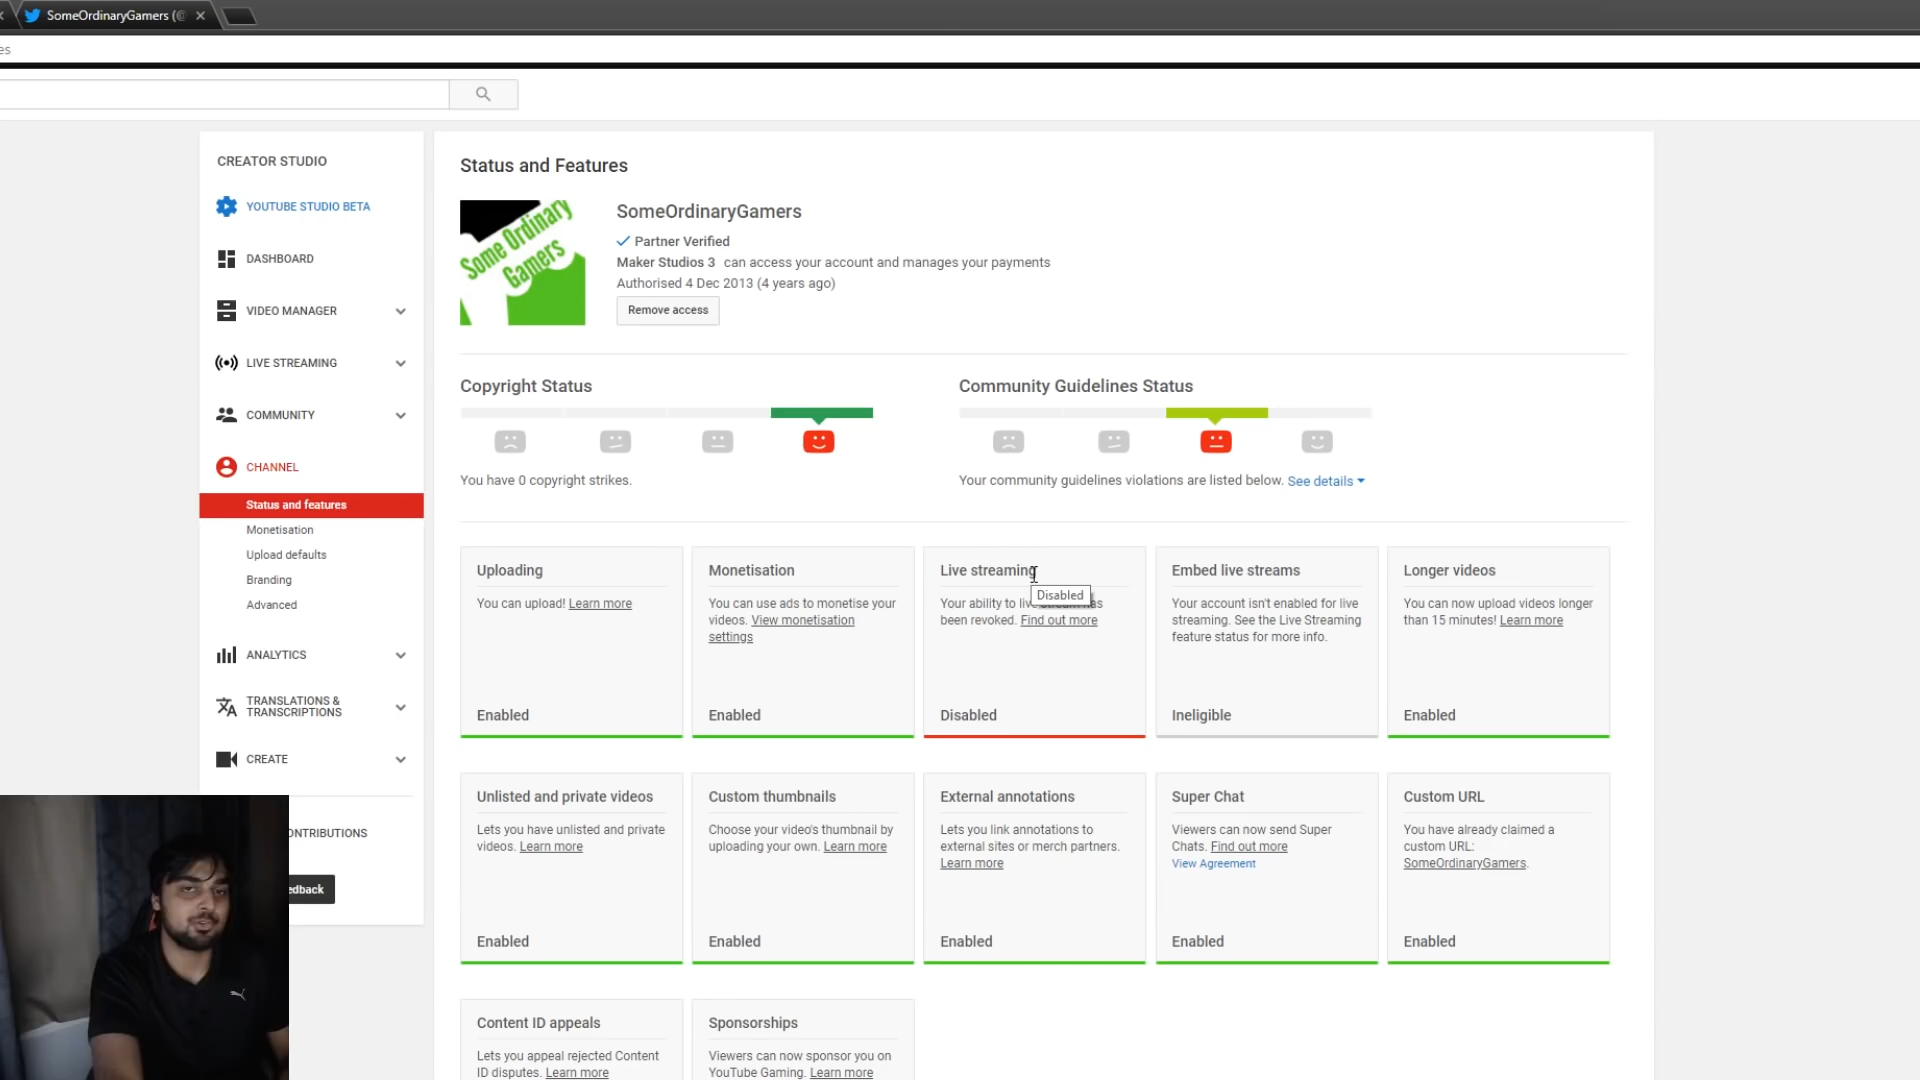 SomeOrdinaryGamers (@
es
CREATOR STUDIO
YOUTUBE STUDIO BETA
DASHBOARD
VIDEO MANAGER
LIVE STREAMING
COMMUNITY
CHANNEL
Status and features
Monetisation
Upload defaults
Branding
Advanced
ANALYTICS
TRANSLATIONS &
TRANSCRIPTIONS
CREATE
ONTRIBUTIONS
edback
Status and Features
Some Ordinary
Gamers
SomeOrdinaryGamers
Partner Verified
Maker Studios 3 can access your account and manages your payments
Authorised 4 Dec 2013 (4 years ago)
Remove access
Copyright Status
You have 0 copyright strikes.
Community Guidelines Status
Your community guidelines violations are listed below. See details
Uploading
You can upload! Learn more
Enabled
Monetisation
You can use ads to monetise your
videos. View monetisation
settings
Enabled
Live streaming
Disabled
Your ability to
been revoked. Find out more
Disabled
Embed live streams
Your account isn't enabled for live
streaming. See the Live Streaming
feature status for more info.
Ineligible
Longer videos
You can now upload videos longer
than 15 minutes! Learn more
Enabled
Unlisted and private videos
Lets you have unlisted and private
videos. Learn more
Enabled
Custom thumbnails
Choose your video's thumbnail by
uploading your own. Learn more
Enabled
External annotations
Lets you link annotations to
external sites or merch partners.
Learn more
Enabled
Super Chat
Viewers can now send Super
Chats. Find out more
View Agreement
Enabled
Custom URL
You have already claimed a
custom URL:
SomeOrdinaryGamers.
Enabled
Content ID appeals
Lets you appeal rejected Content
ID disputes. Learn more
Sponsorships
Viewers can now sponsor you on
YouTube Gaming. Learn more